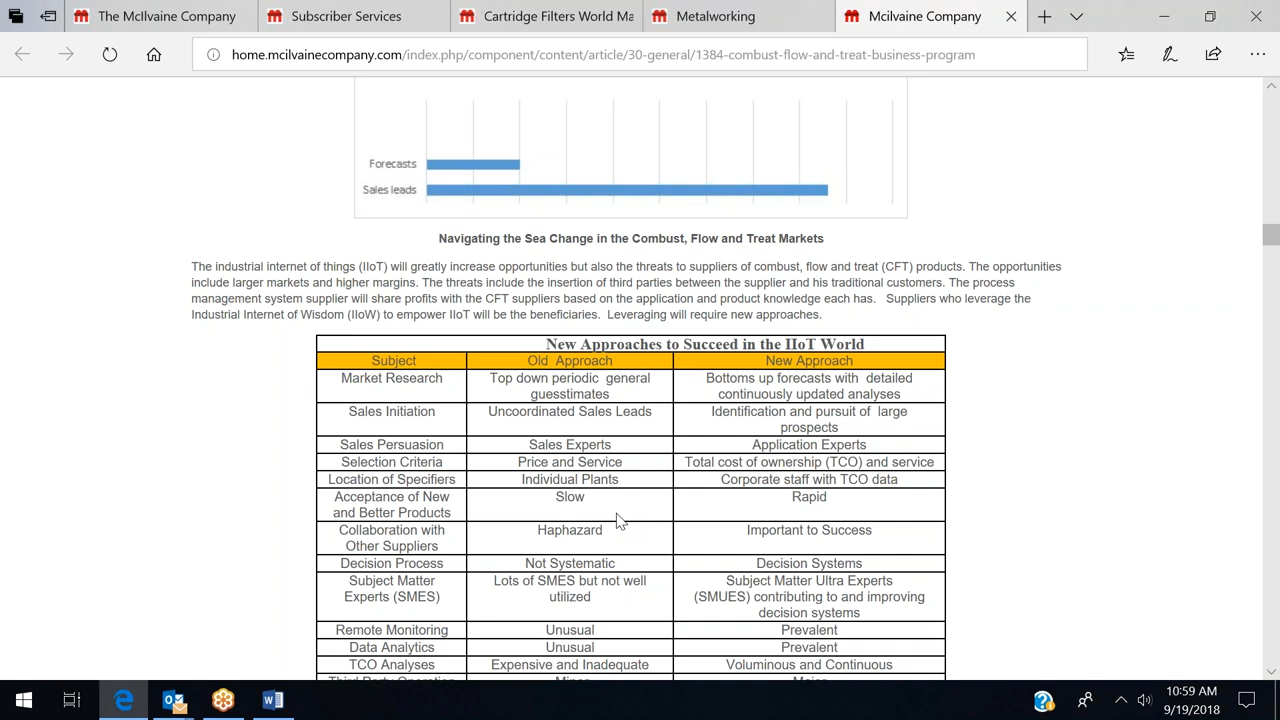 The McIlvaine Company
Subscriber Services
Cartridge Filters World Ma
Metalworking
Mcilvaine Company
home.mcilvainecompany.com/index.php/component/content/article/30-general/1384-combust-flow-and-treat-business-program
Forecasts
Sales leads
Navigating the Sea Change in the Combust, Flow and Treat Markets
The industrial internet of things (IIoT) will greatly increase opportunities but also the threats to suppliers of combust, flow and treat (CFT) products. The opportunities
include larger markets and higher margins. The threats include the insertion of third parties between the supplier and his traditional customers. The process
management system supplier will share profits with the CFT suppliers based on the application and product knowledge each has. Suppliers who leverage the
Industrial Internet of Wisdom (IIoW) to empower IIoT will be the beneficiaries. Leveraging will require new approaches.
New Approaches to Succeed in the IIoT World
Subject Old Approach New Approach
Market Research Top down periodic general Bottoms up forecasts with detailed
guesstimates continuously updated analyses
Sales Initiation Uncoordinated Sales Leads Identification and pursuit of large
prospects
Sales Persuasion Sales Experts Application Experts
Selection Criteria Price and Service Total cost of ownership (TCO) and service
Location of Specifiers Individual Plants Corporate staff with TCO data
Acceptance of New Slow Rapid
and Better Products
Collaboration with Haphazard Important to Success
Other Suppliers
Decision Process Not Systematic Decision Systems
Subject Matter Lots of SMES but not well Subject Matter Ultra Experts
Experts (SMES) utilized (SMUES) contributing to and improving
decision systems
Remote Monitoring Unusual Prevalent
Data Analytics Unusual Prevalent
TCO Analyses Expensive and Inadequate Voluminous and Continuous
Third Party Operation Minor Major
10:59 AM
9/19/2018